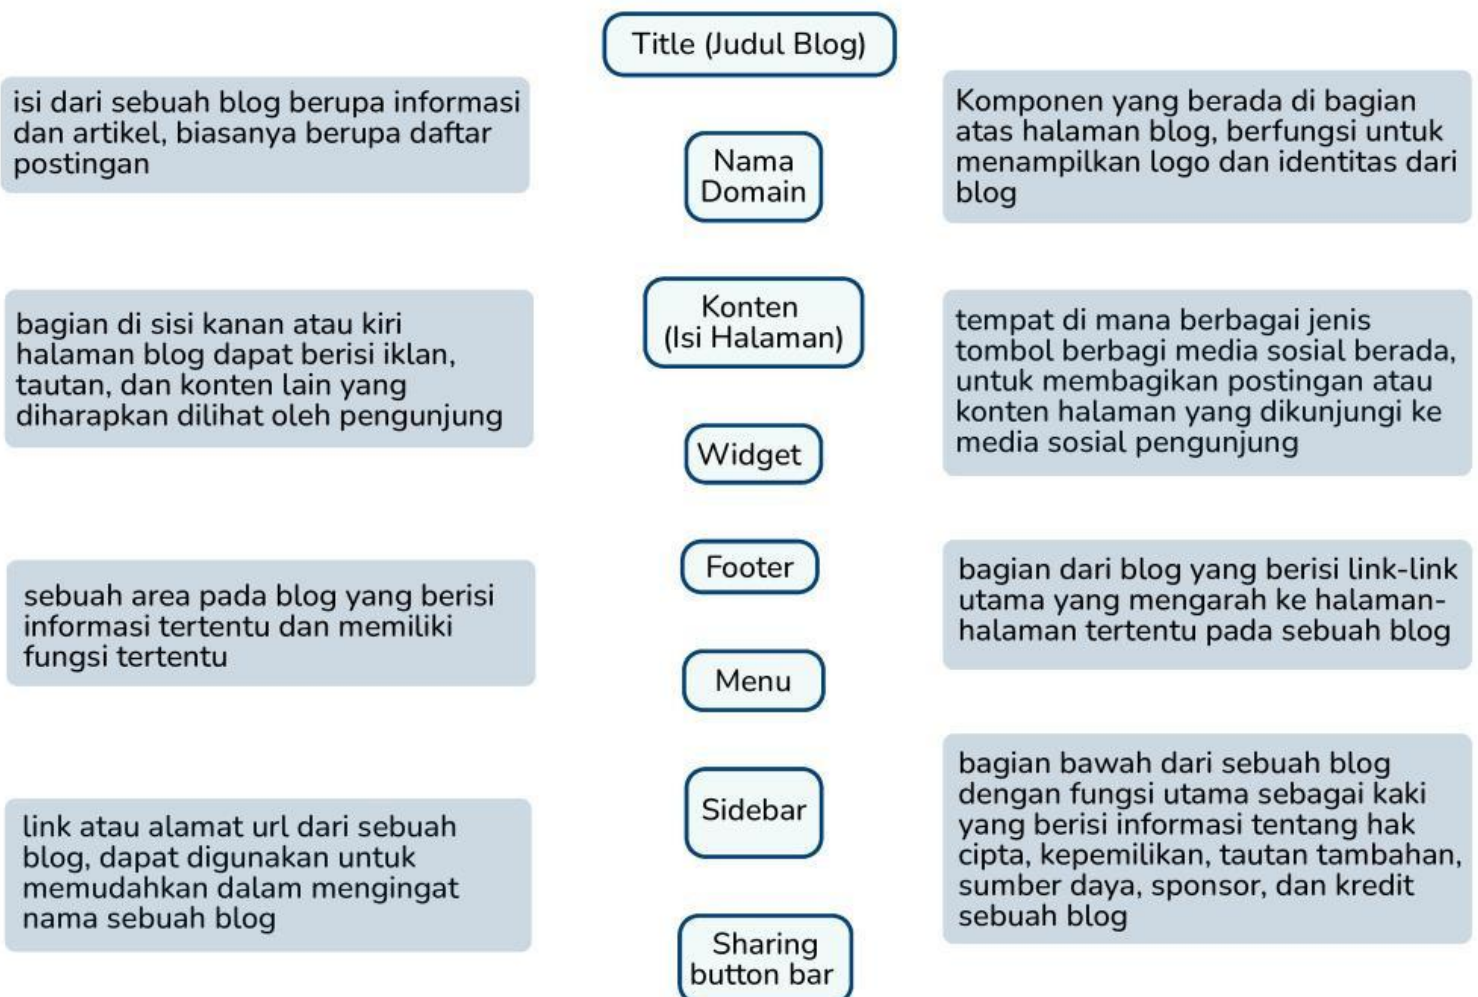 Title (Judul Blog)
isi dari sebuah blog berupa informasi
dan artikel, biasanya berupa daftar
postingan
Nama
Domain
Komponen yang berada di bagian
atas halaman blog, berfungsi untuk
menampilkan logo dan identitas dari
blog
bagian di sisi kanan atau kiri
halaman blog dapat berisi iklan,
tautan, dan konten lain yang
diharapkan dilihat oleh pengunjung
Konten
(Isi Halaman)
tempat di mana berbagai jenis
tombol berbagi media sosial berada,
untuk membagikan postingan atau
konten halaman yang dikunjungi ke
media sosial pengunjung
Widget
Footer
sebuah area pada blog yang berisi
informasi tertentu dan memiliki
fungsi tertentu
bagian dari blog yang berisi link-link
utama yang mengarah ke halaman-
halaman tertentu pada sebuah blog
Menu
Sidebar
link atau alamat url dari sebuah
blog, dapat digunakan untuk
memudahkan dalam mengingat
nama sebuah blog
bagian bawah dari sebuah blog
dengan fungsi utama sebagai kaki
yang berisi informasi tentang hak
cipta, kepemilikan, tautan tambahan,
sumber daya, sponsor, dan kredit
sebuah blog
Sharing
button bar